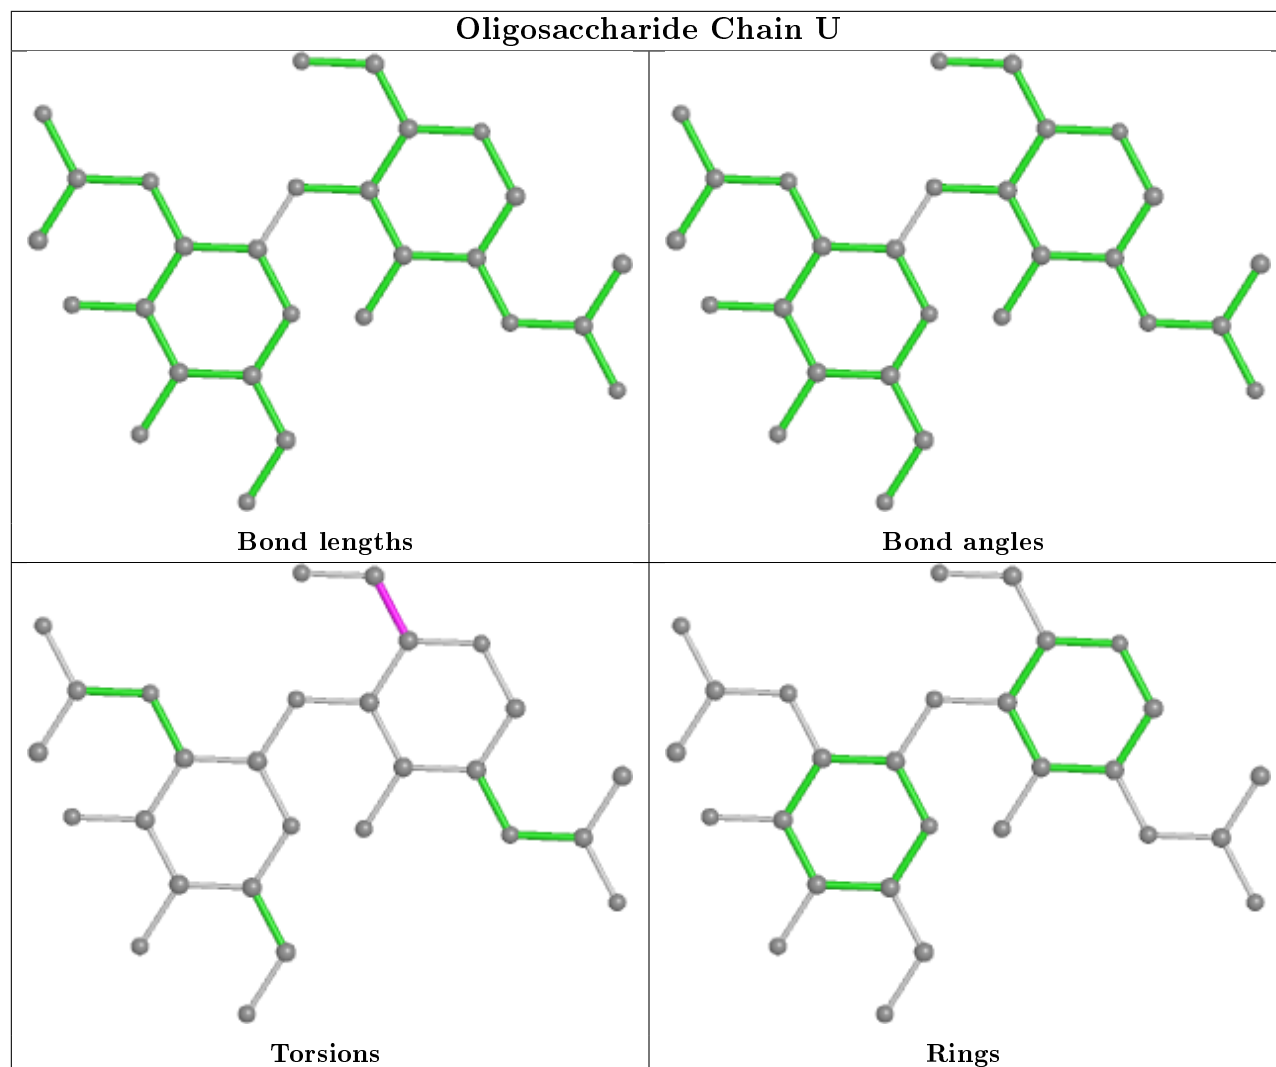 Oligosaccharide Chain U
Bond lengths
Bond angles
Torsions
Rings